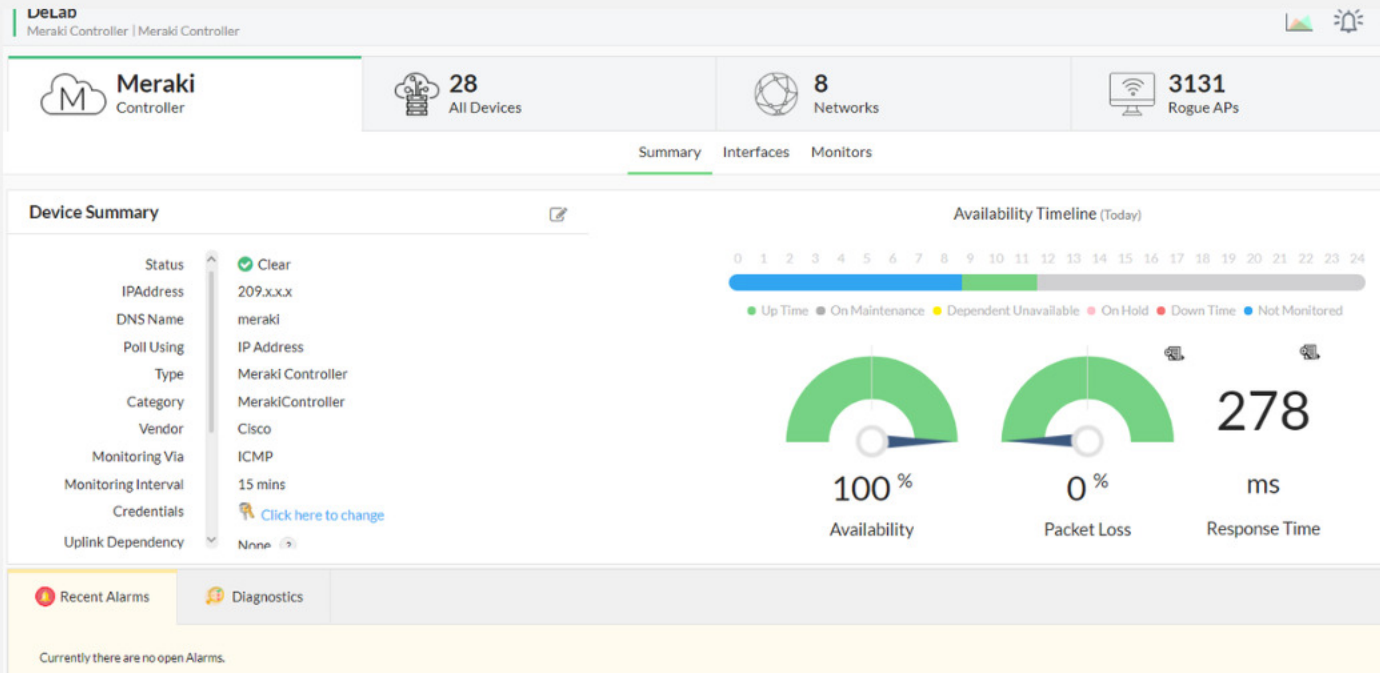 DeLab
Meraki Controller | Meraki Controller
Meraki
Controller
28
All Devices
8
Networks
3131
Rogue APs
Summary Interfaces Monitors
Device Summary
Status Clear
IPAddress 209.x.x.x
DNS Name meraki
Poll Using IP Address
Type Meraki Controller
Category MerakiController
Vendor Cisco
Monitoring Via ICMP
Monitoring Interval 15 mins
Credentials Click here to change
Uplink Dependency None ?
Availability Timeline (Today)
0 1 2 3 4 5 6 7 8 9 10 11 12 13 14 15 16 17 18 19 20 21 22 23 24
Up Time On Maintenance Dependent Unavailable On Hold Down Time Not Monitored
100 %
Availability
0 %
Packet Loss
278
ms
Response Time
Recent Alarms Diagnostics
Currently there are no open Alarms.